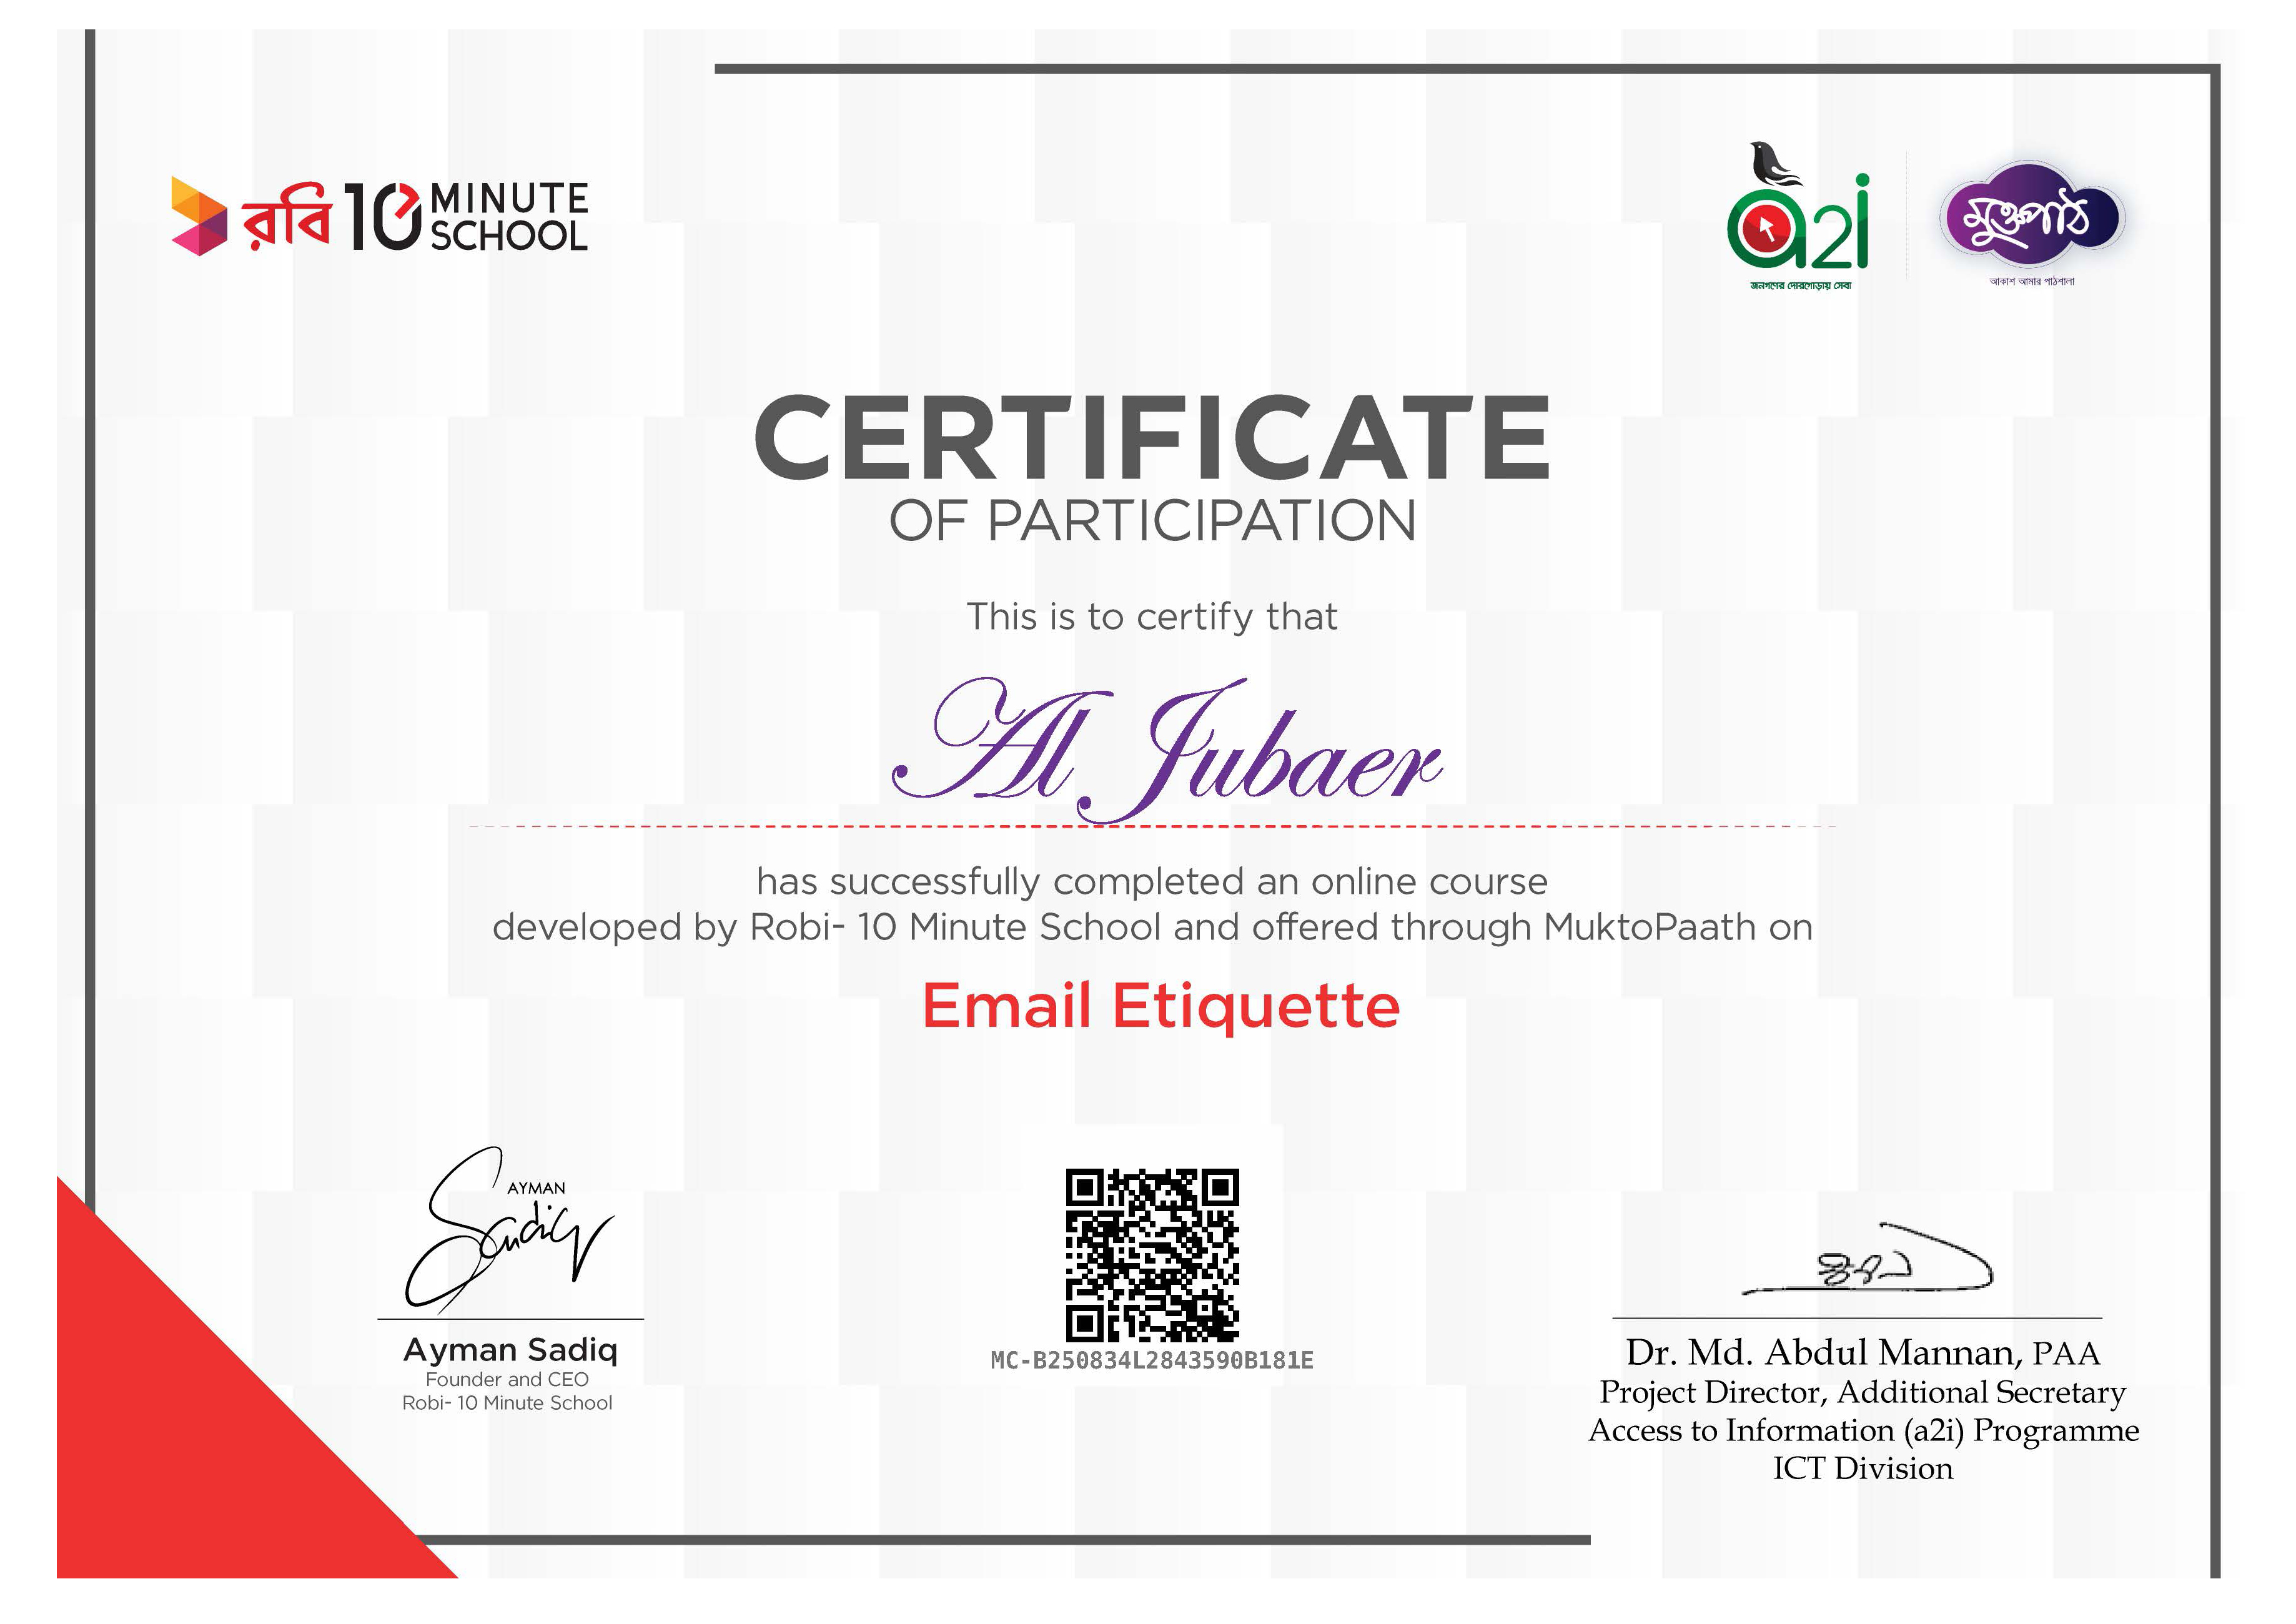 রবি 10 MINUTE SCHOOL
a2i
জনগণের দোরগোড়ায় সেবা
মুক্তপাঠ
আকাশ আমার পাঠশালা
CERTIFICATE
OF PARTICIPATION
This is to certify that
Al Jubaer
has successfully completed an online course
developed by Robi- 10 Minute School and offered through MuktoPaath on
Email Etiquette
AYMAN
Sadiq
Ayman Sadiq
Founder and CEO
Robi- 10 Minute School
MC-B250834L2843590B181E
Dr. Md. Abdul Mannan, PAA
Project Director, Additional Secretary
Access to Information (a2i) Programme
ICT Division